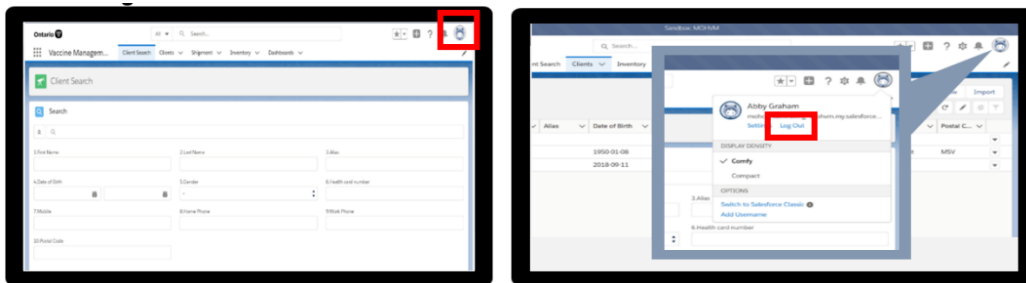 Ontario
All
Search...
Vaccine Managem...
Client Search
Clients
Shipment
Inventory
Dashboards
Client Search
Search
1.First Name
2.Last Name
3.Alias
4.Date of Birth
5.Gender
6.Health card number
7.Mobile
8.Home Phone
9.Work Phone
10.Postal Code
Sandbox: MOHMM
Search...
nt Search
Clients
Inventory
Import
Alias
Date of Birth
Postal C...
1950-01-06
M5V
2018-09-11
Abby Graham
Settings
Log Out
DISPLAY DENSITY
Comfy
Compact
OPTIONS
Switch to Salesforce Classic
Add Username
3.Alias
6.Health card number